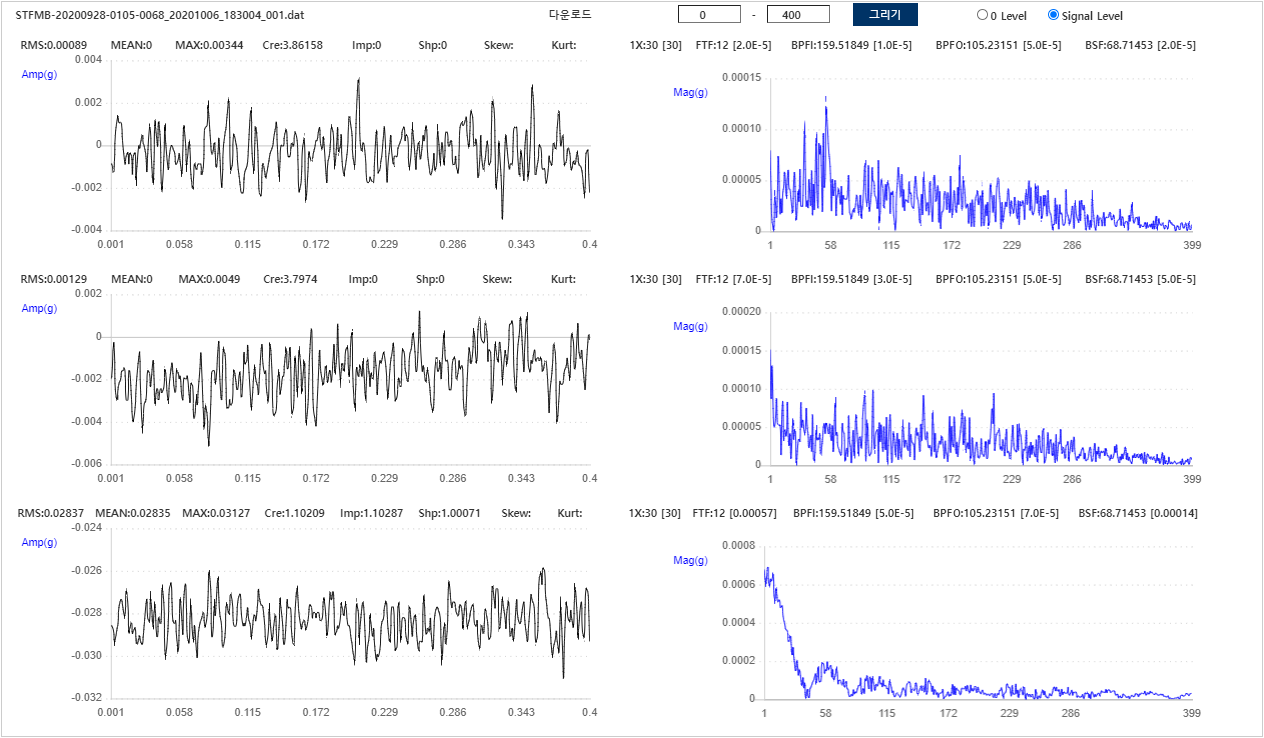 STFMB-20200928-0105-0068_20201006_183004_001.dat 다운로드 0 - 400 그리기 0 Level Signal Level
RMS:0.00089 MEAN:0 MAX:0.00344 Cre:3.86158 Imp:0 Shp:0 Skew: Kurt:
Amp(g)
0.004
0.002
0
-0.002
-0.004
0.001 0.058 0.115 0.172 0.229 0.286 0.343 0.4
1X:30 [30] FTF:12 [2.0E-5] BPFI:159.51849 [1.0E-5] BPFO:105.23151 [5.0E-5] BSF:68.71453 [2.0E-5]
Mag(g)
0.00015
0.00010
0.00005
0
1 58 115 172 229 286 399
RMS:0.00129 MEAN:0 MAX:0.0049 Cre:3.7974 Imp:0 Shp:0 Skew: Kurt:
Amp(g)
0.002
0
-0.002
-0.004
-0.006
0.001 0.058 0.115 0.172 0.229 0.286 0.343 0.4
1X:30 [30] FTF:12 [7.0E-5] BPFI:159.51849 [3.0E-5] BPFO:105.23151 [5.0E-5] BSF:68.71453 [5.0E-5]
Mag(g)
0.00020
0.00015
0.00010
0.00005
0
1 58 115 172 229 286 399
RMS:0.02837 MEAN:0.02835 MAX:0.03127 Cre:1.10209 Imp:1.10287 Shp:1.00071 Skew: Kurt:
Amp(g)
-0.024
-0.026
-0.028
-0.030
-0.032
0.001 0.058 0.115 0.172 0.229 0.286 0.343 0.4
1X:30 [30] FTF:12 [0.00057] BPFI:159.51849 [5.0E-5] BPFO:105.23151 [7.0E-5] BSF:68.71453 [0.00014]
Mag(g)
0.0008
0.0006
0.0004
0.0002
0
1 58 115 172 229 286 399